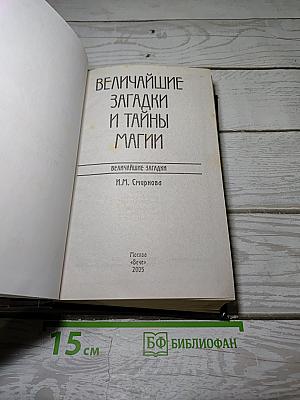 ВЕЛИЧАЙШИЕ
ЗАГАДКИ
И ТАЙНЫ
МАГИИ
ВЕЛИЧАЙШИЕ ЗАГАДКИ
И.М. Смирнова
Москва
«Вече»
2005
15 см
БФ БИБЛИОФАН